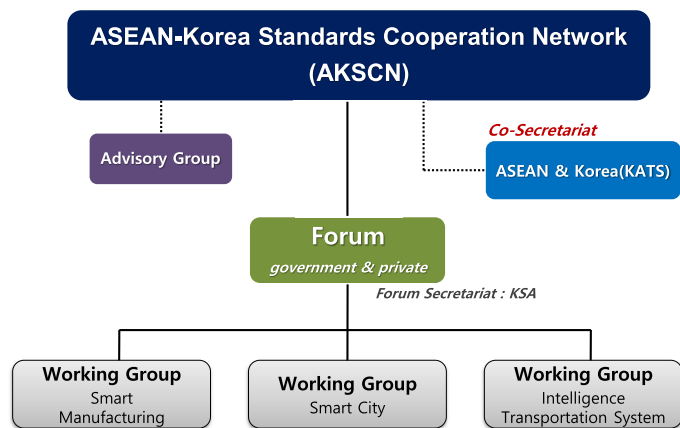 ASEAN-Korea Standards Cooperation Network
(AKSCN)
Co-Secretariat
Advisory Group
ASEAN & Korea(KATS)
Forum
government & private
Forum Secretariat : KSA
Working Group
Smart
Manufacturing
Working Group
Smart City
Working Group
Intelligence
Transportation System